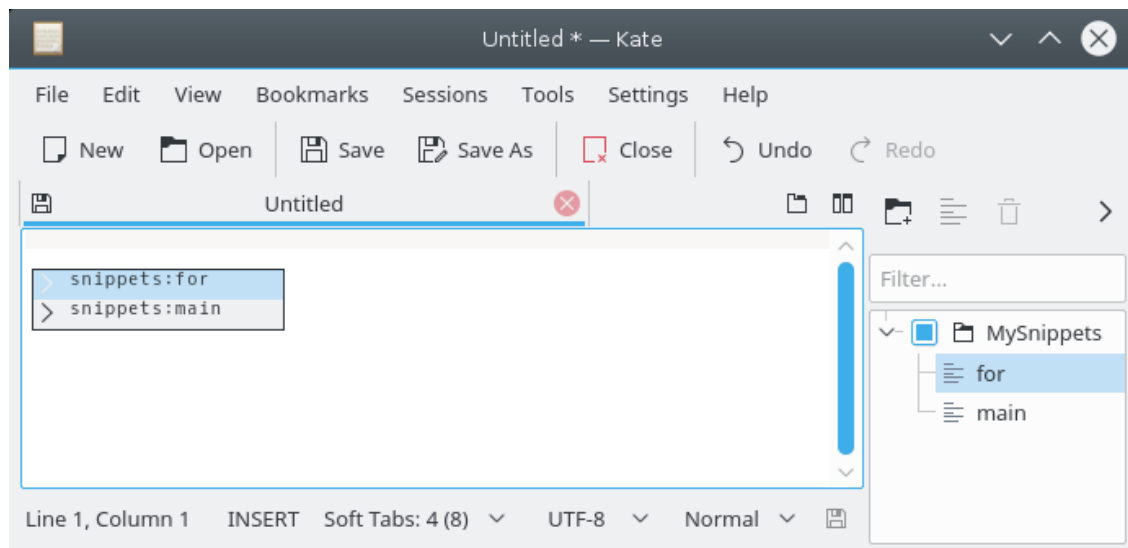 Untitled * — Kate
File Edit View Bookmarks Sessions Tools Settings Help
New Open Save Save As Close Undo Redo
Untitled
snippets:for
snippets:main
Filter...
MySnippets
for
main
Line 1, Column 1 INSERT Soft Tabs: 4 (8) UTF-8 Normal